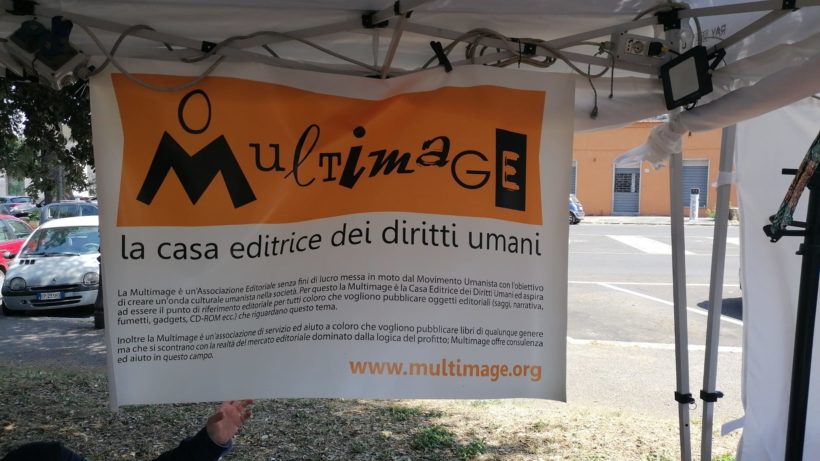 MULTIMAGE
la casa editrice dei diritti umani
La Multimage è un'Associazione Editoriale senza fini di lucro messa in moto dal Movimento Umanista con l'obiettivo
di creare un'onda culturale umanista nella società. Per questo la Multimage è la Casa Editrice dei Diritti Umani ed aspira
ad essere il punto di riferimento editoriale per tutti coloro che vogliono pubblicare oggetti editoriali (saggi, narrativa,
fumetti, gadgets, CD-ROM ecc.) che riguardano questo tema.
Inoltre la Multimage è un'associazione di servizio ed aiuto a coloro che vogliono pubblicare libri di qualunque genere
ma che si scontrano con la realtà del mercato editoriale dominato dalla logica del profitto; Multimage offre consulenza
ed aiuto in questo campo.
www.multimage.org